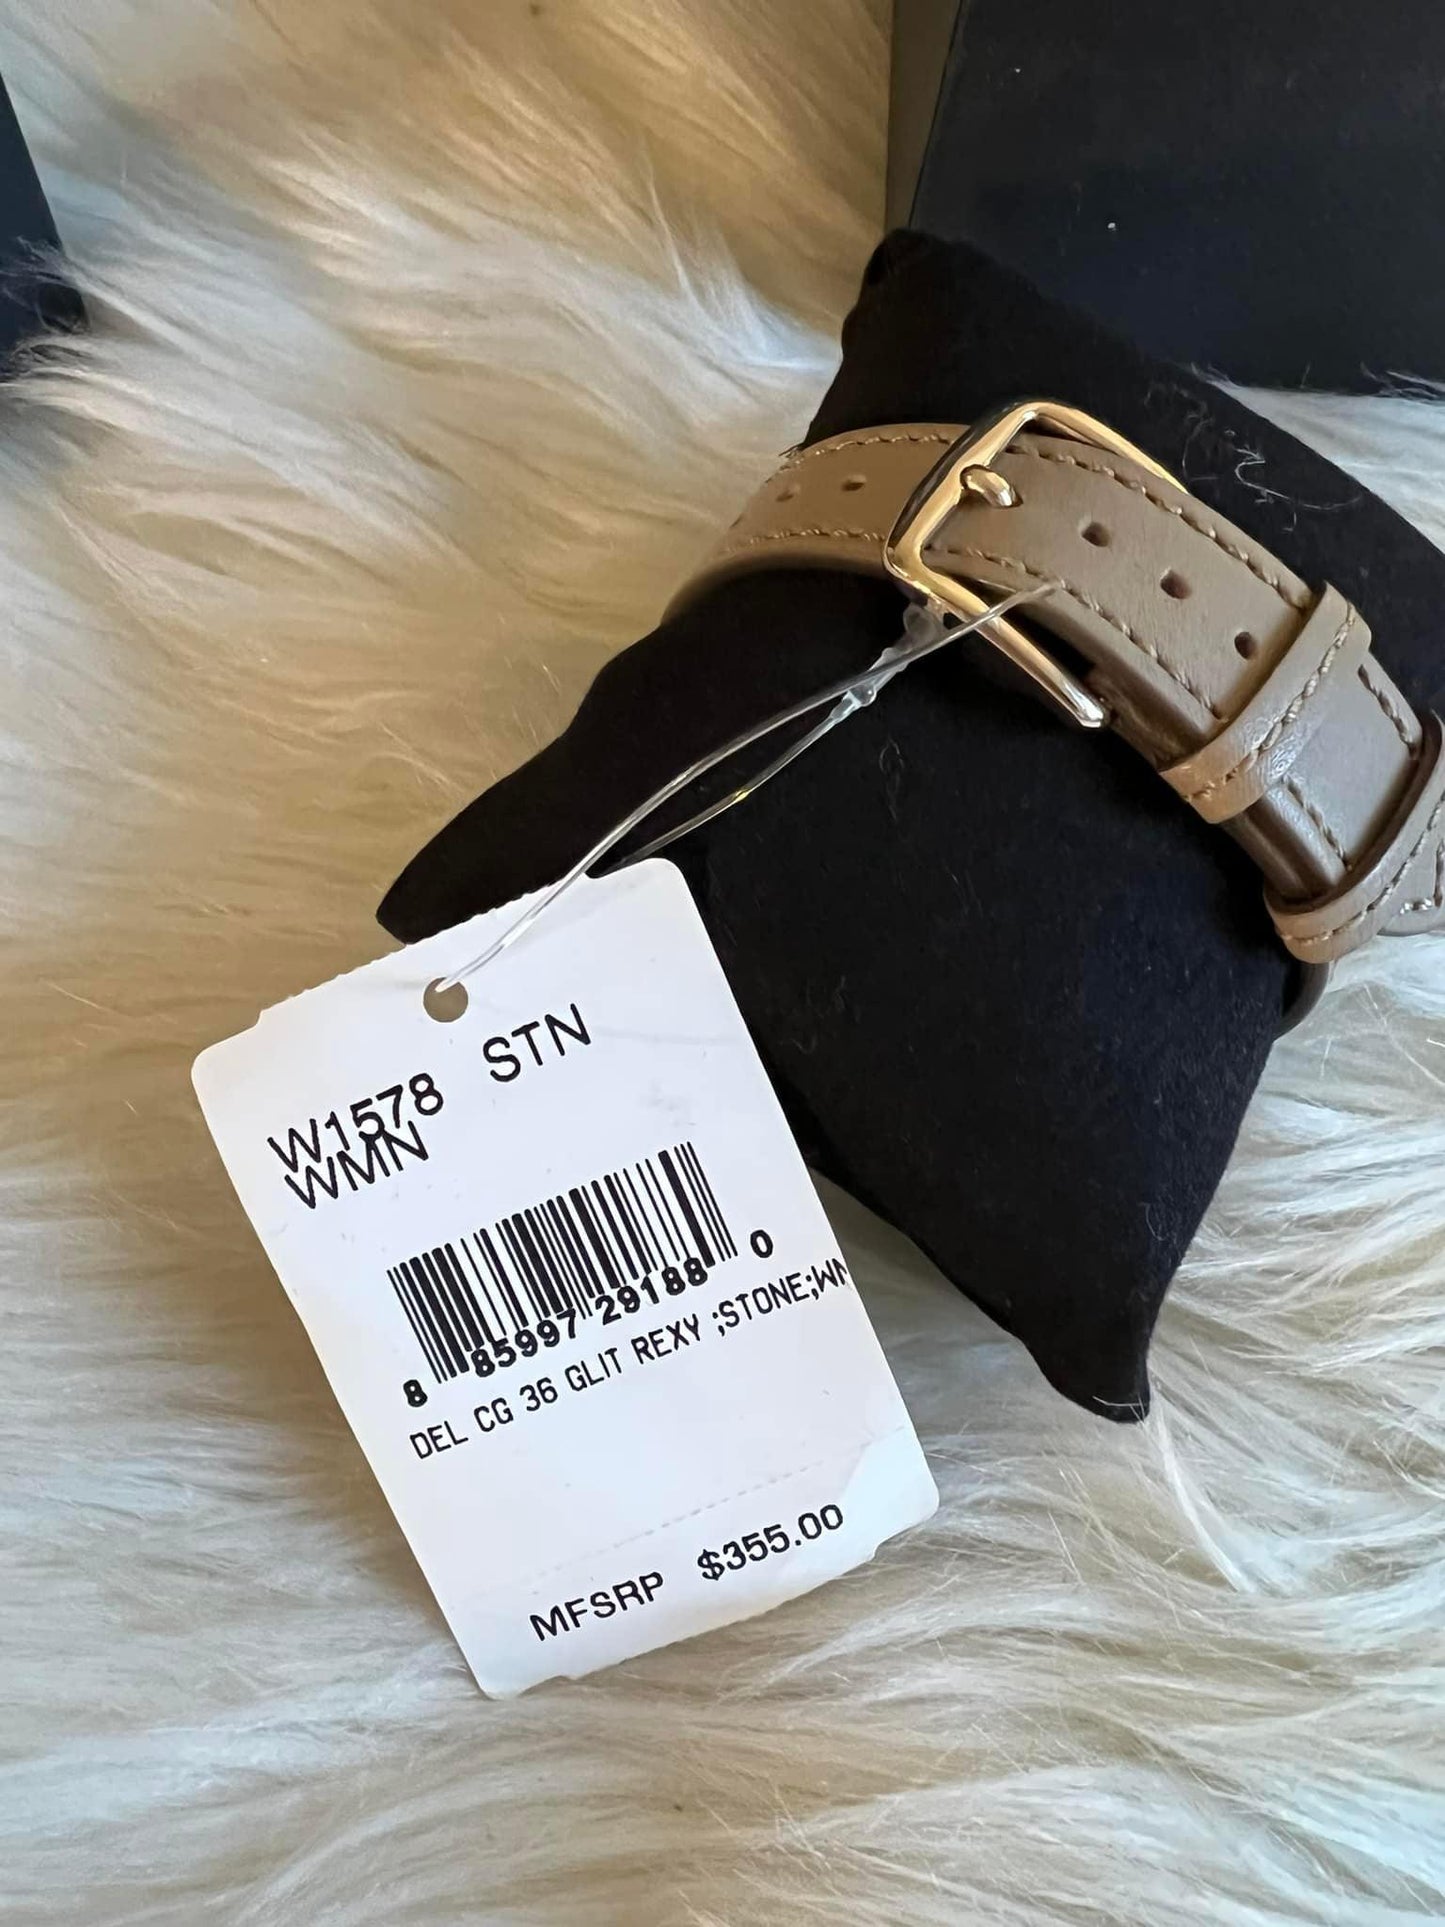 W1578 STN
WMN
8 85997 29188 0
DEL CG 36 GLIT REXY ;STONE;WM
MFSRP $355.00